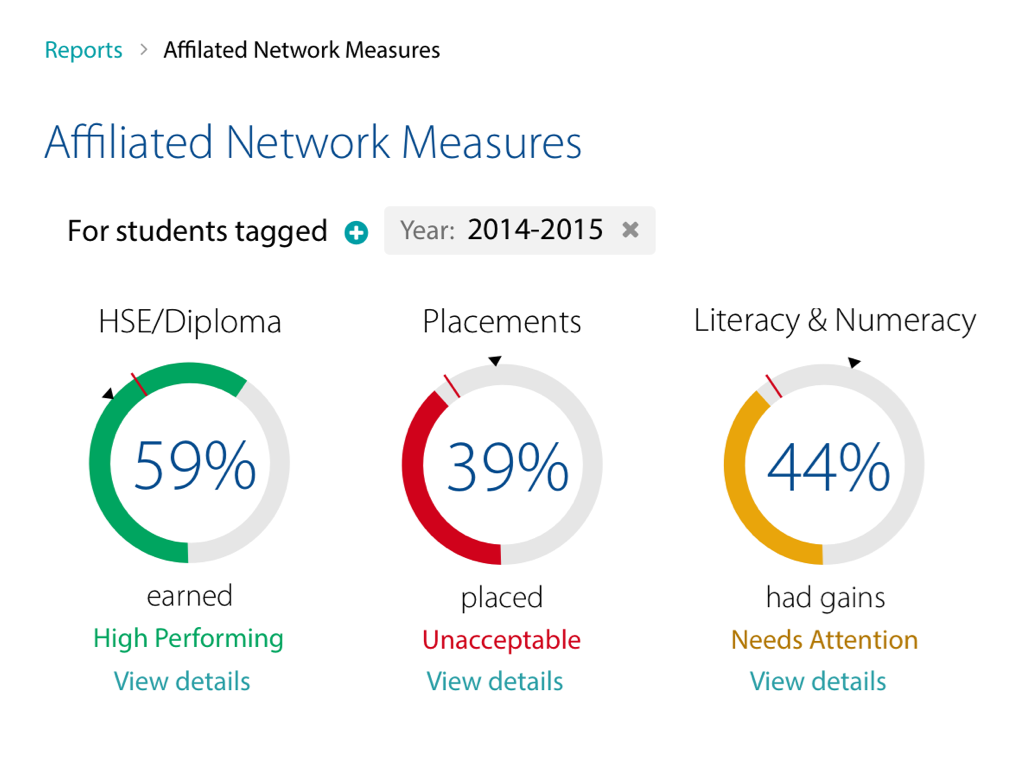 Reports > Affilated Network Measures
Affiliated Network Measures
For students tagged Year: 2014-2015
HSE/Diploma Placements Literacy & Numeracy
59% 39% 44%
earned placed had gains
High Performing Unacceptable Needs Attention
View details View details View details